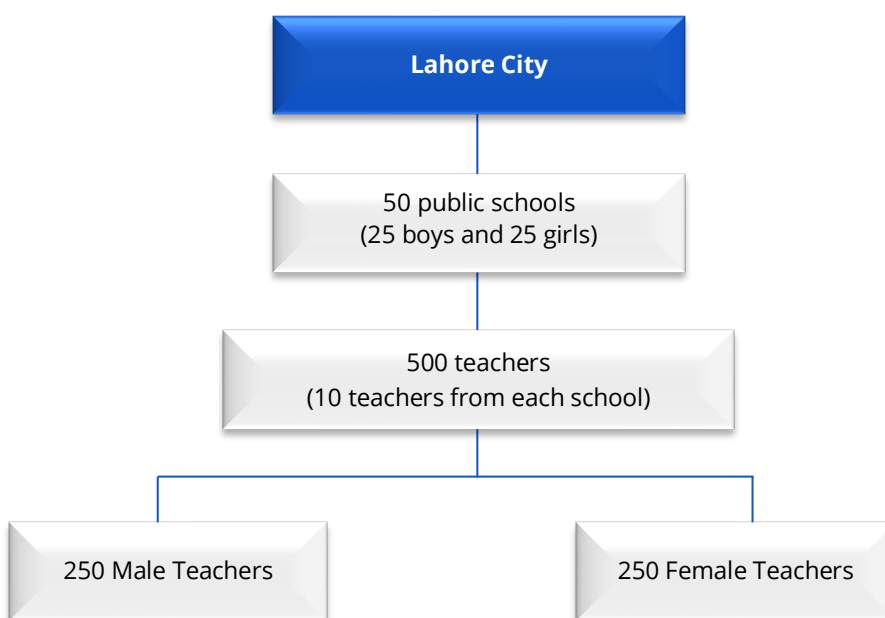 Lahore City
50 public schools
(25 boys and 25 girls)
500 teachers
(10 teachers from each school)
250 Male Teachers
250 Female Teachers